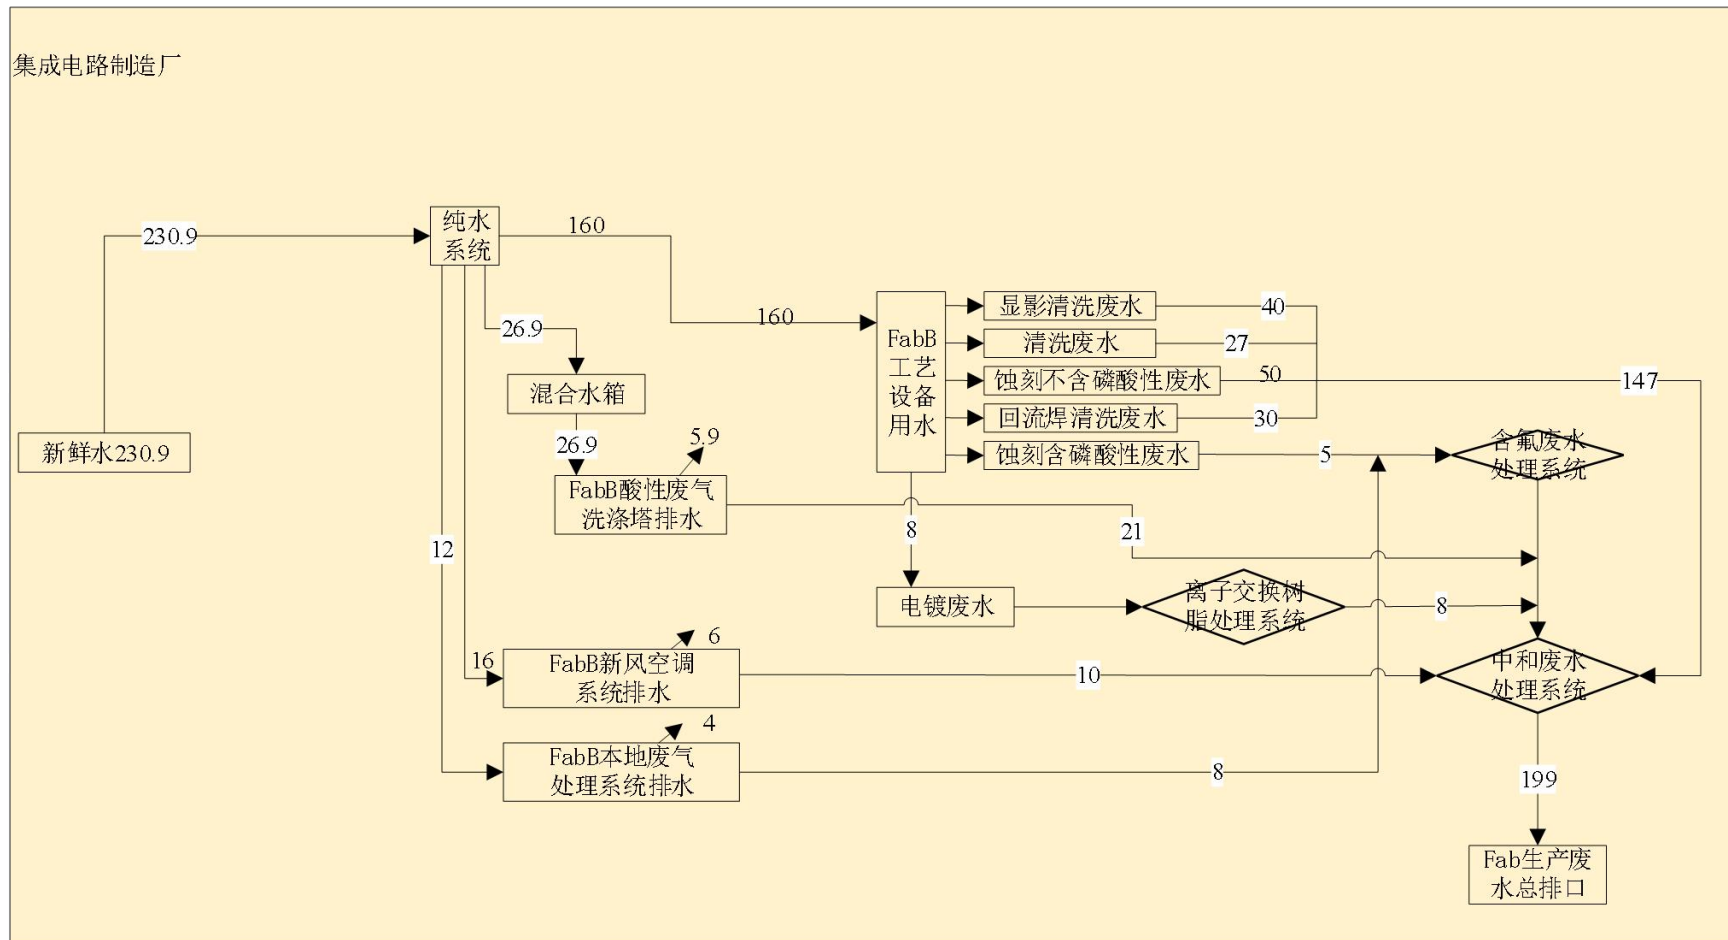 集成电路制造厂
230.9
纯水
系统
160
160
26.9
混合水箱
26.9
5.9
新鲜水230.9
FabB酸性废气
洗涤塔排水
FabB
工艺
设备
用水
显影清洗废水
40
清洗废水
27
蚀刻不含磷酸性废水
50
147
回流焊清洗废水
30
蚀刻含磷酸性废水
5
含氟废水
处理系统
12
8
21
电镀废水
离子交换树
脂处理系统
8
16
6
FabB新风空调
系统排水
10
中和废水
处理系统
4
FabB本地废气
处理系统排水
8
199
Fab生产废
水总排口